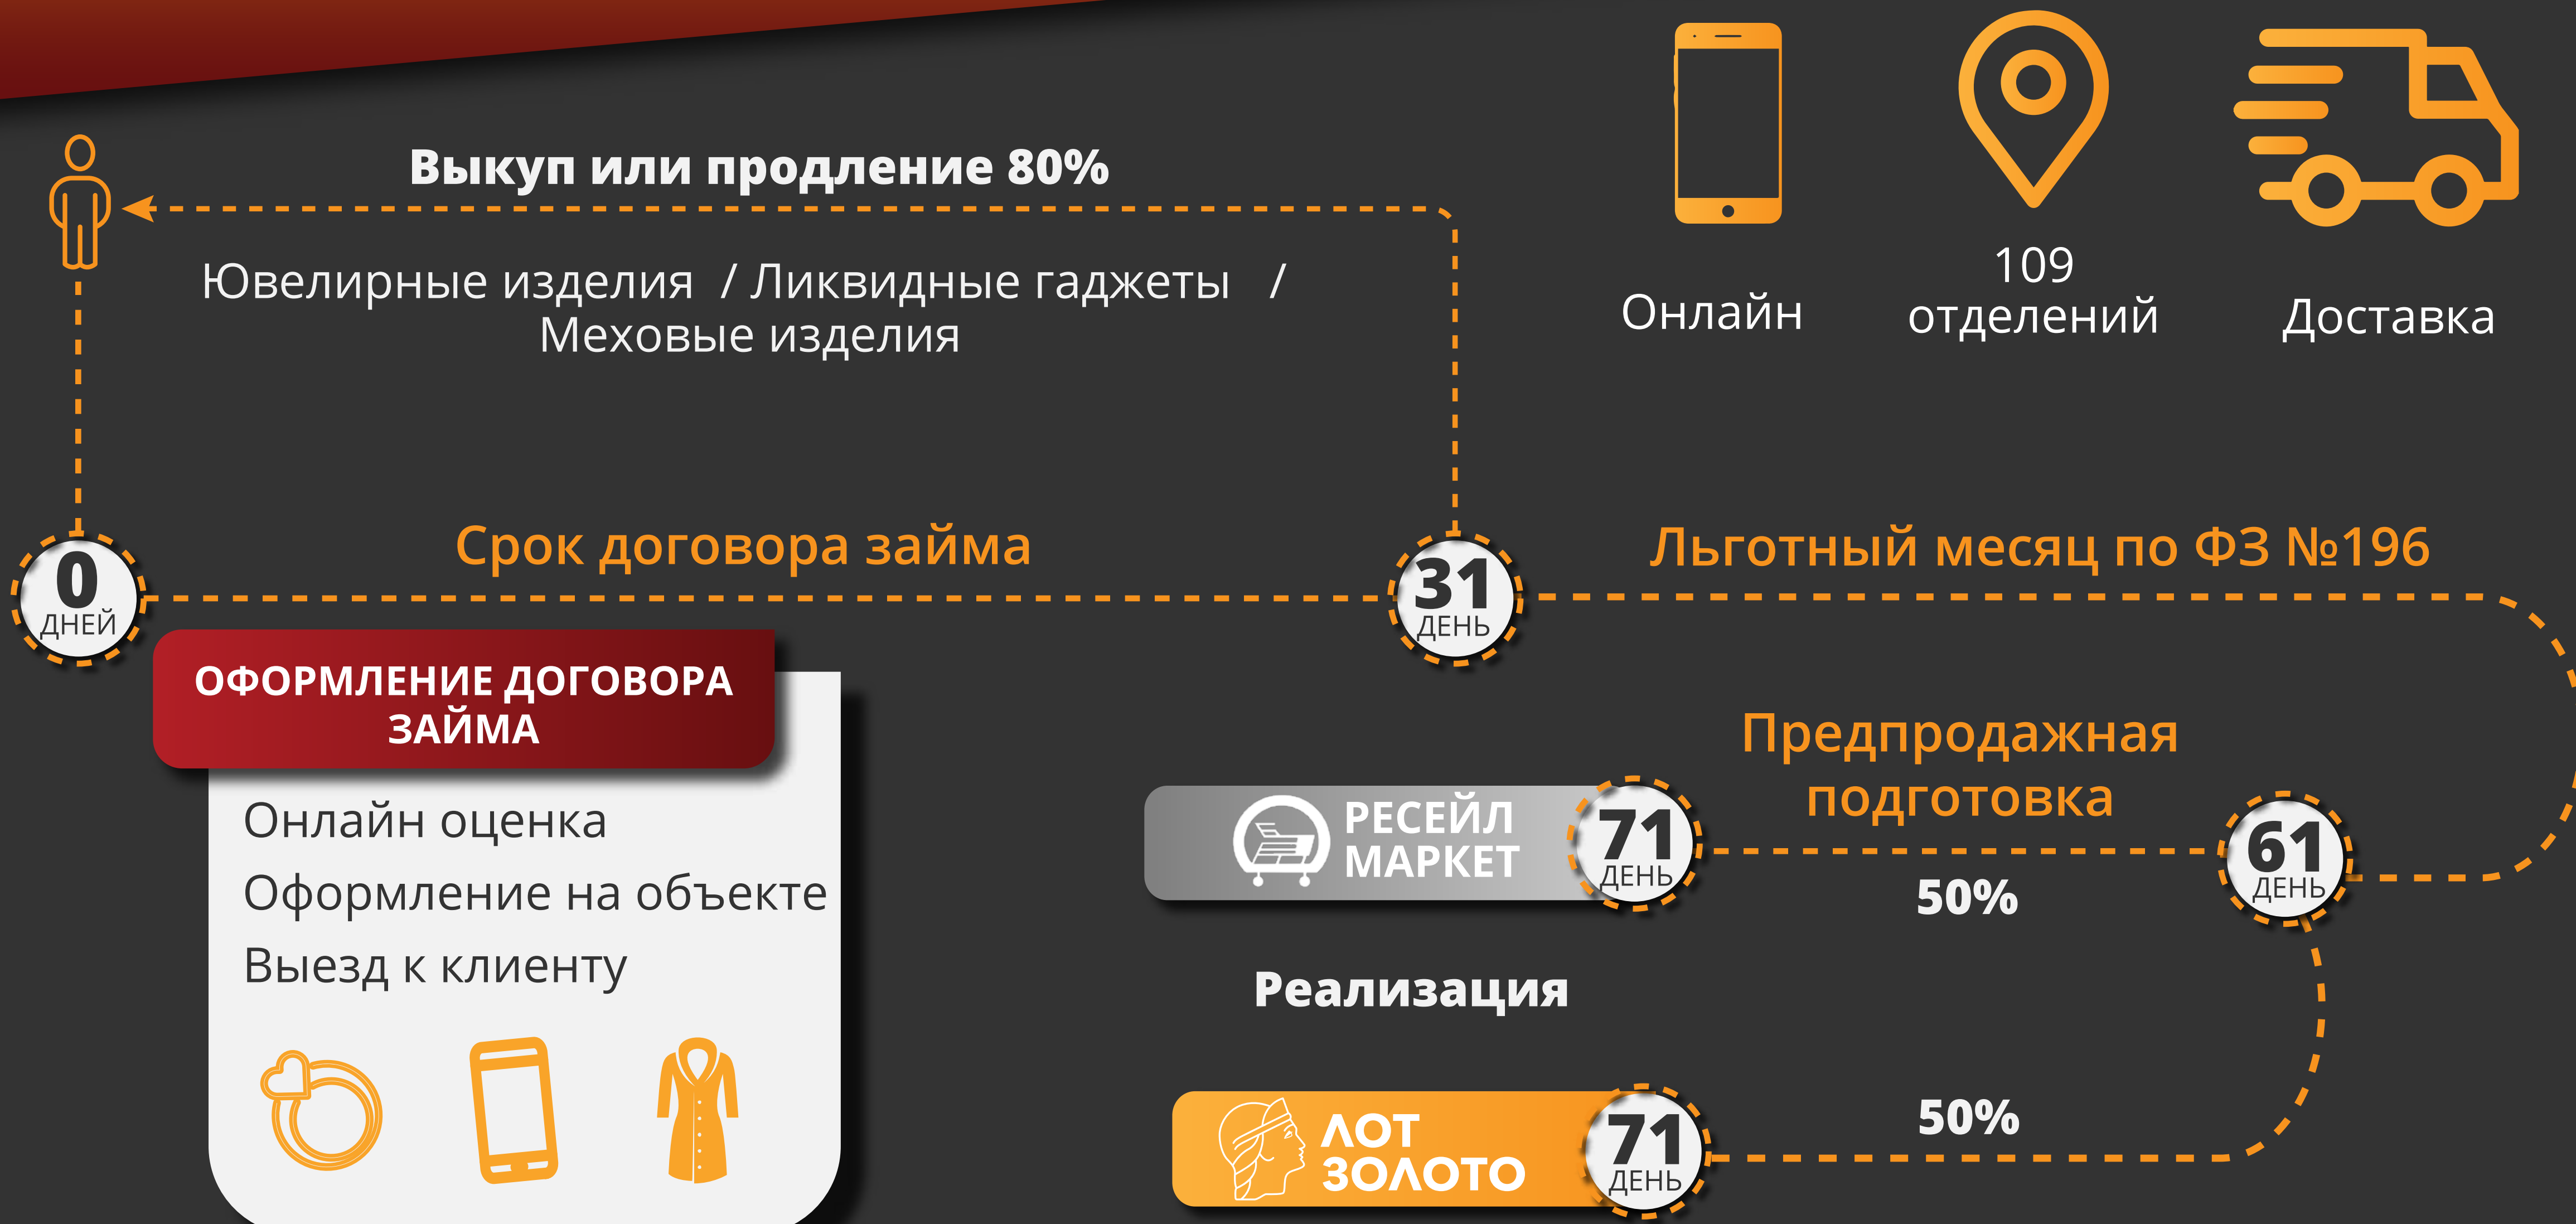 Выкуп или продление 80%
Ювелирные изделия / Ликвидные гаджеты /
Меховые изделия
Онлайн
109
отделений
Доставка
Срок договора займа
Льготный месяц по ФЗ №196
0
ДНЕЙ
31
ДЕНЬ
ОФОРМЛЕНИЕ ДОГОВОРА
ЗАЙМА
Онлайн оценка
Оформление на объекте
Выезд к клиенту
Предпродажная
подготовка
РЕСЕЙЛ
МАРКЕТ
71
ДЕНЬ
61
ДЕНЬ
50%
Реализация
50%
ЛОТ
ЗОЛОТО
71
ДЕНЬ